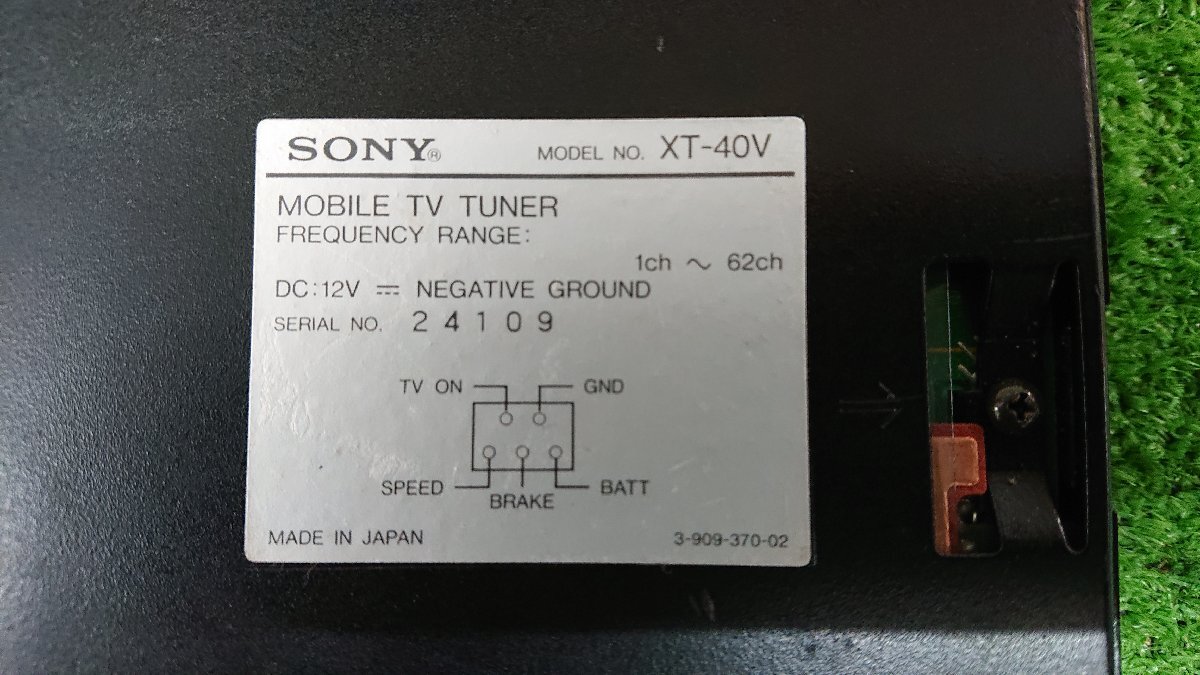 SONY® MODEL NO. XT-40V
MOBILE TV TUNER
FREQUENCY RANGE:
1ch ～ 62ch
DC:12V ⎓ NEGATIVE GROUND
SERIAL NO. 24109
TV ON GND
SPEED BRAKE BATT
MADE IN JAPAN 3-909-370-02